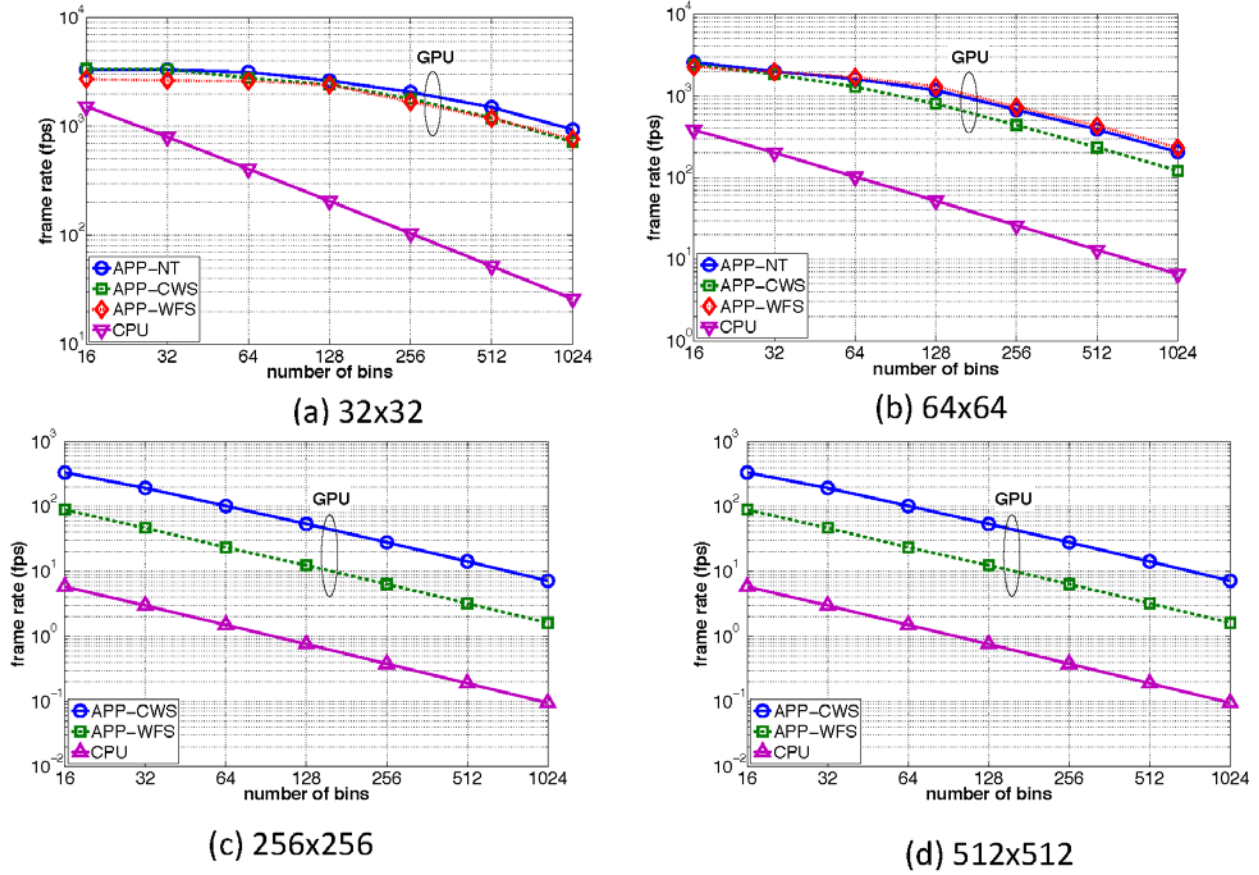 10^4
10^3
10^2
10^1
frame rate (fps)
GPU
APP-NT
APP-CWS
APP-WFS
CPU
16 32 64 128 256 512 1024
number of bins
(a) 32x32
10^4
10^3
10^2
10^1
10^0
frame rate (fps)
GPU
APP-NT
APP-CWS
APP-WFS
CPU
16 32 64 128 256 512 1024
number of bins
(b) 64x64
10^3
10^2
10^1
10^0
10^-1
10^-2
frame rate (fps)
GPU
APP-CWS
APP-WFS
CPU
16 32 64 128 256 512 1024
number of bins
(c) 256x256
10^3
10^2
10^1
10^0
10^-1
10^-2
frame rate (fps)
GPU
APP-CWS
APP-WFS
CPU
16 32 64 128 256 512 1024
number of bins
(d) 512x512